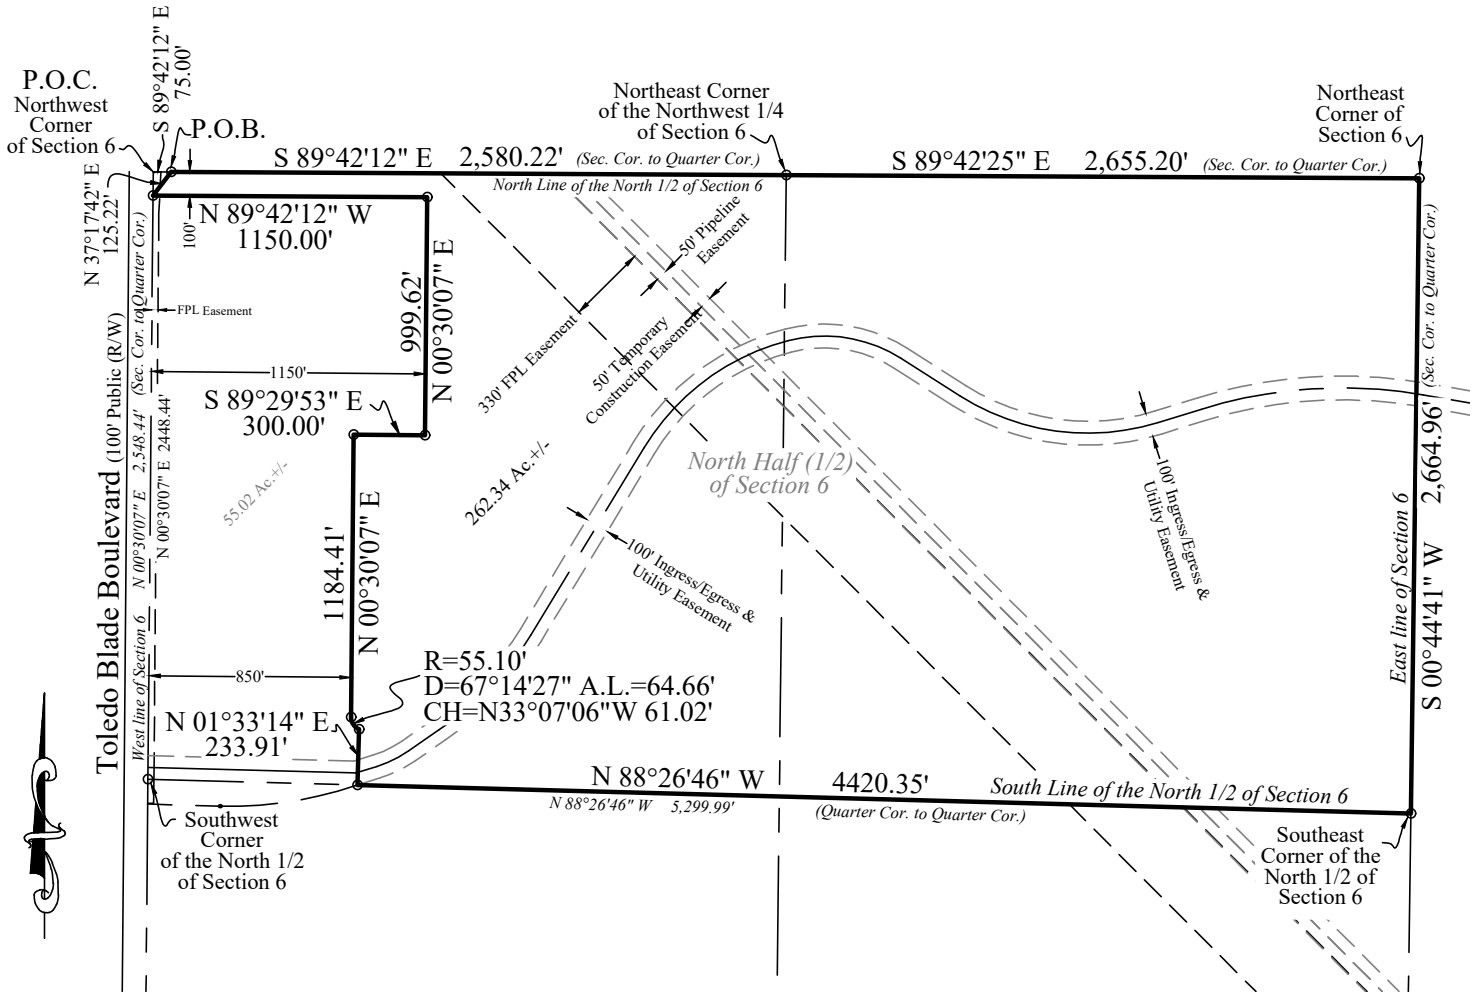 S 89°42'12" E
75.00'
P.O.C.
Northwest
Corner
of Section 6
P.O.B.
Northeast Corner
of the Northwest 1/4
of Section 6
Northeast
Corner of
Section 6
S 89°42'12" E 2,580.22' (Sec. Cor. to Quarter Cor.)
S 89°42'25" E 2,655.20' (Sec. Cor. to Quarter Cor.)
North Line of the North 1/2 of Section 6
N 37°17'42" E
125.22'
N 89°42'12" W
1150.00'
100'
999.62'
N 00°30'07" E
FPL Easement
1150'
S 89°29'53" E
300.00'
50' Pipeline
Easement
330' FPL Easement
50' Temporary
Construction Easement
Toledo Blade Boulevard (100' Public (R/W)
West line of Section 6 N 00°30'07" E 2,548.44' (Sec. Cor. to Quarter Cor.)
N 00°30'07" E 2448.44'
55.02 Ac.+/-
262.34 Ac.+/-
North Half (1/2)
of Section 6
1184.41'
N 00°30'07" E
100' Ingress/Egress &
Utility Easement
100' Ingress/Egress &
Utility Easement
East line of Section 6
S 00°44'41" W 2,664.96' (Sec. Cor. to Quarter Cor.)
850'
R=55.10'
D=67°14'27" A.L.=64.66'
CH=N33°07'06"W 61.02'
N 01°33'14" E
233.91'
N 88°26'46" W 4420.35'
South Line of the North 1/2 of Section 6
N 88°26'46" W 5,299.99' (Quarter Cor. to Quarter Cor.)
Southwest
Corner
of the North 1/2
of Section 6
Southeast
Corner of the
North 1/2 of
Section 6